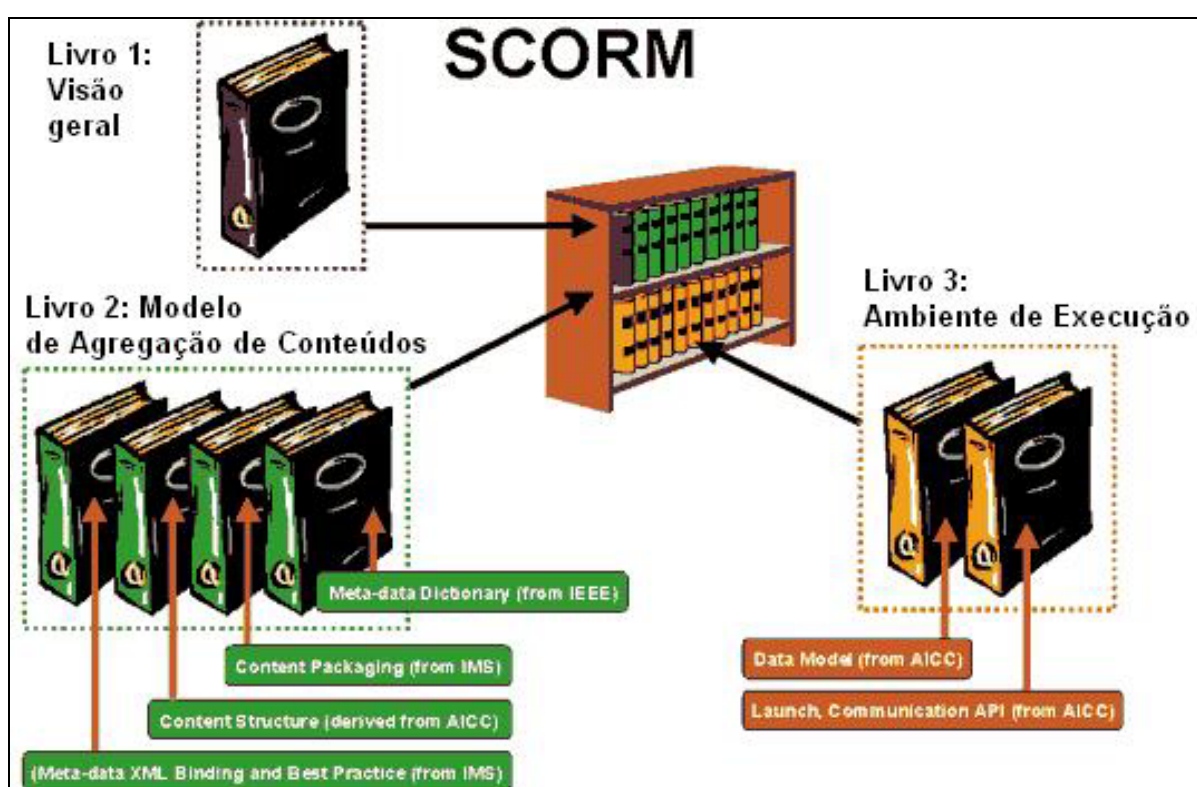 SCORM
Livro 1:
Visão
geral
Livro 2: Modelo
de Agregação de Conteúdos
Livro 3:
Ambiente de Execução
Meta-data Dictionary (from IEEE)
Content Packaging (from IMS)
Content Structure (derived from AICC)
(Meta-data XML Binding and Best Practice (from IMS)
Data Model (from AICC)
Launch, Communication API (from AICC)